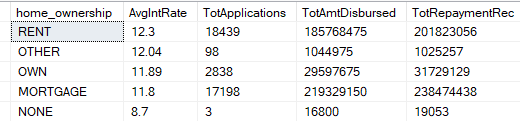 home_ownership AvgIntRate TotApplications TotAmtDisbursed TotRepaymentRec
RENT 12.3 18439 185768475 201823056
OTHER 12.04 98 1044975 1025257
OWN 11.89 2838 29597675 31729129
MORTGAGE 11.8 17198 219329150 238474438
NONE 8.7 3 16800 19053